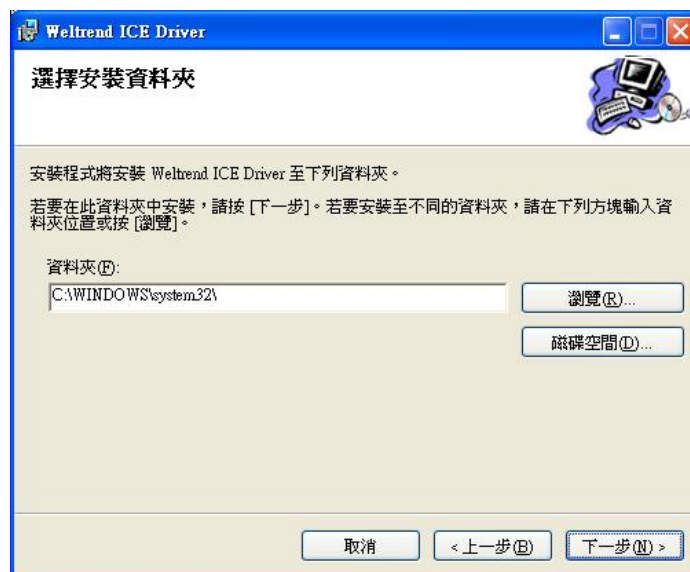 Weltrend ICE Driver
選擇安裝資料夾
安裝程式將安裝 Weltrend ICE Driver 至下列資料夾。
若要在此資料夾中安裝，請按 [下一步]。若要安裝至不同的資料夾，請在下列方塊輸入資
料夾位置或按 [瀏覽]。
資料夾(F):
C:\WINDOWS\system32\
瀏覽(R)...
磁碟空間(D)...
取消
< 上一步(B)
下一步(N) >